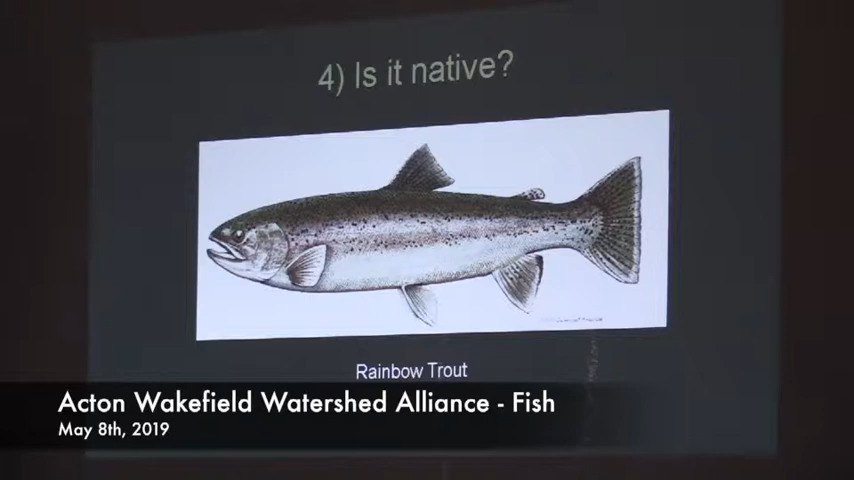 4) Is it native?
Rainbow Trout
Acton Wakefield Watershed Alliance - Fish
May 8th, 2019